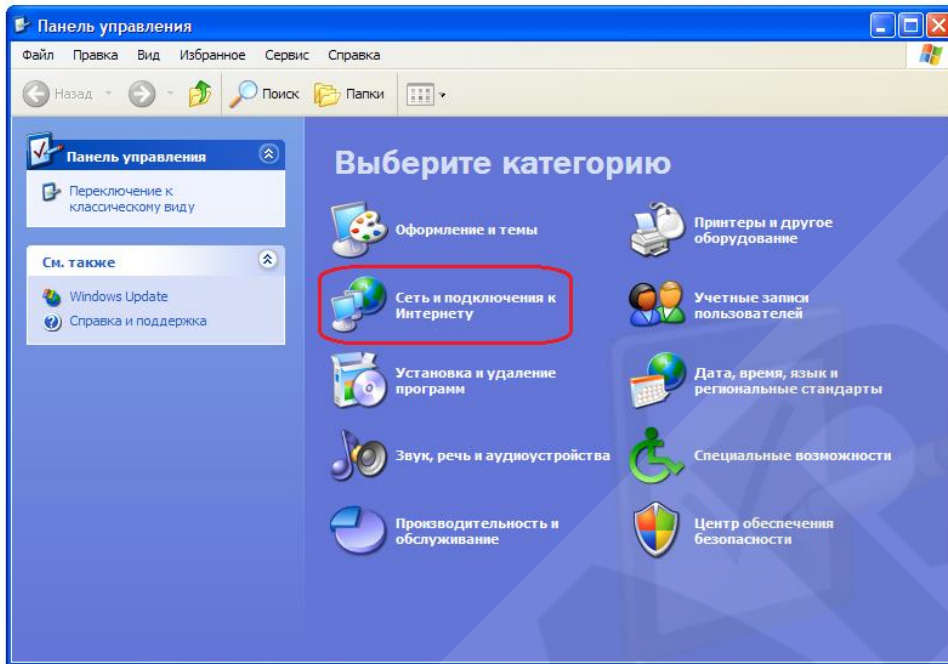 Панель управления
Файл Правка Вид Избранное Сервис Справка
Назад Поиск Папки
Панель управления
Переключение к
классическому виду
См. также
Windows Update
Справка и поддержка
Выберите категорию
Оформление и темы
Принтеры и другое
оборудование
Сеть и подключения к
Интернету
Учетные записи
пользователей
Установка и удаление
программ
Дата, время, язык и
региональные стандарты
Звук, речь и аудиоустройства
Специальные возможности
Производительность и
обслуживание
Центр обеспечения
безопасности